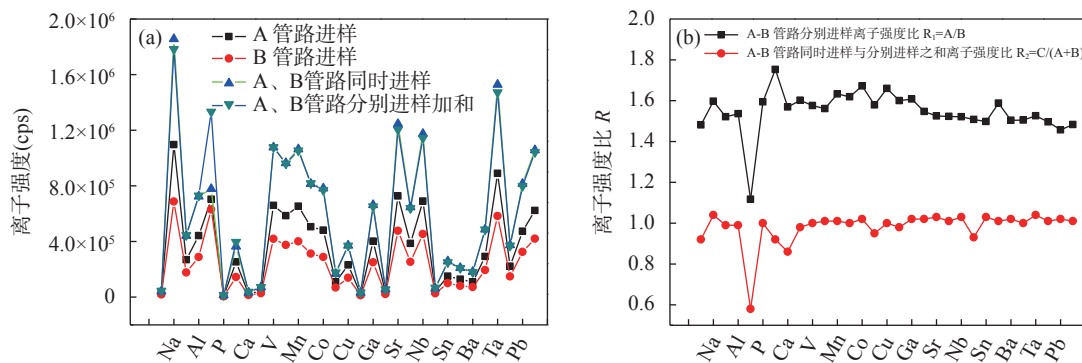 (a)
A 管路进样
B 管路进样
A、B管路同时进样
A、B管路分别进样加和
离子强度(cps)
2.0×10⁶
1.6×10⁶
1.2×10⁶
8.0×10⁵
4.0×10⁵
0
Na Al P Ca V Mn Co Cu Ga Sr Nb Sn Ba Ta Pb
(b)
A-B 管路分别进样离子强度比 R₁=A/B
A-B 管路同时进样与分别进样之和离子强度比 R₂=C/(A+B)
离子强度比 R
2.0
1.8
1.6
1.4
1.2
1.0
0.8
0.6
Na Al P Ca V Mn Co Cu Ga Sr Nb Sn Ba Ta Pb